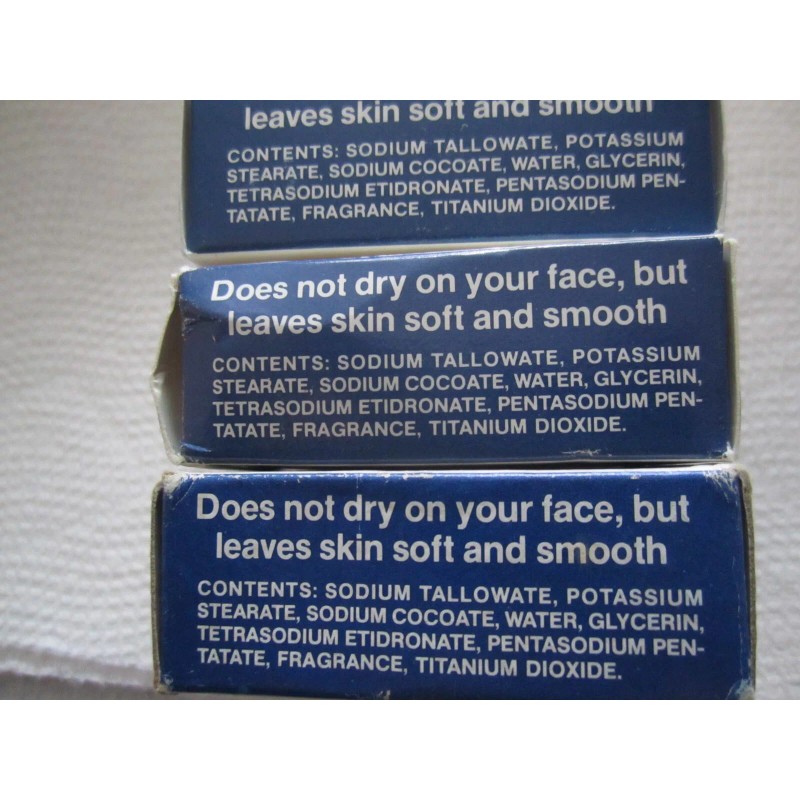 leaves skin soft and smooth
CONTENTS: SODIUM TALLOWATE, POTASSIUM
STEARATE, SODIUM COCOATE, WATER, GLYCERIN,
TETRASODIUM ETIDRONATE, PENTASODIUM PEN-
TATATE, FRAGRANCE, TITANIUM DIOXIDE.
Does not dry on your face, but
leaves skin soft and smooth
CONTENTS: SODIUM TALLOWATE, POTASSIUM
STEARATE, SODIUM COCOATE, WATER, GLYCERIN,
TETRASODIUM ETIDRONATE, PENTASODIUM PEN-
TATATE, FRAGRANCE, TITANIUM DIOXIDE.
Does not dry on your face, but
leaves skin soft and smooth
CONTENTS: SODIUM TALLOWATE, POTASSIUM
STEARATE, SODIUM COCOATE, WATER, GLYCERIN,
TETRASODIUM ETIDRONATE, PENTASODIUM PEN-
TATATE, FRAGRANCE, TITANIUM DIOXIDE.